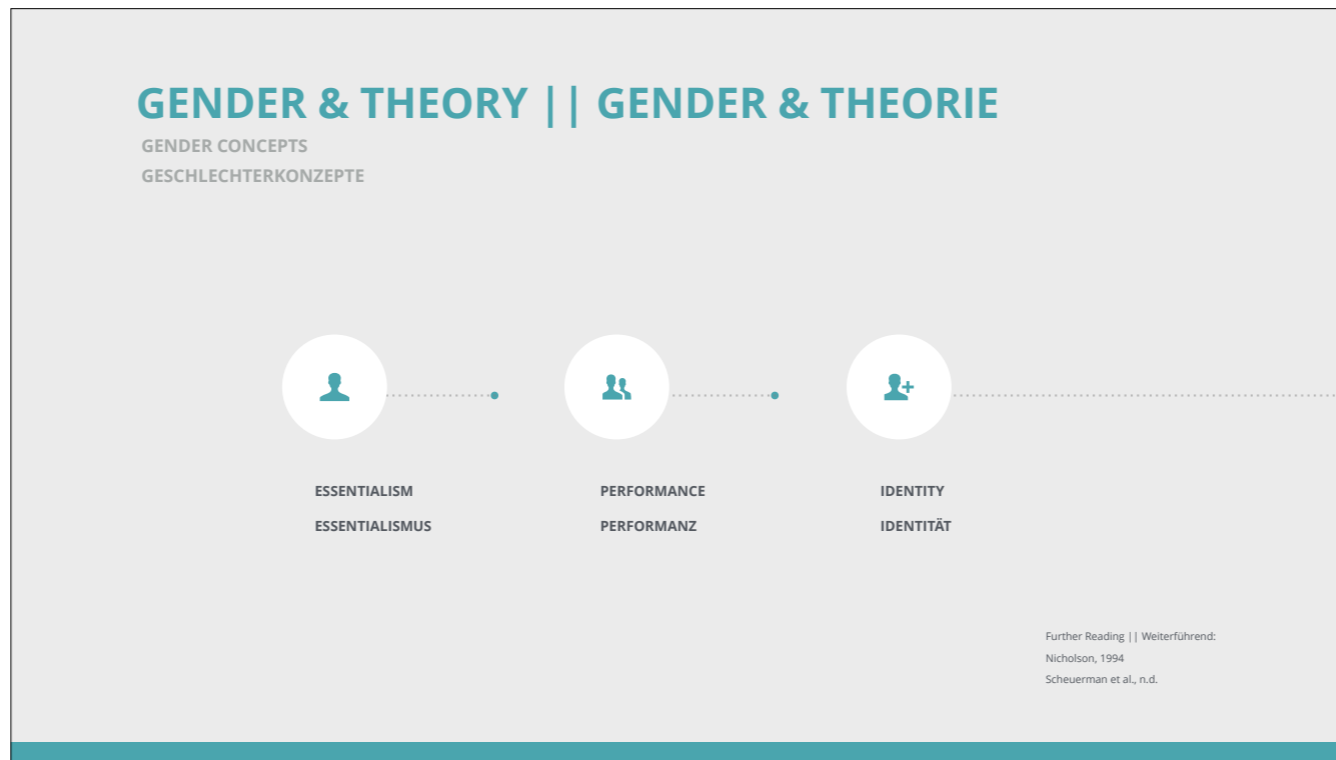 GENDER & THEORY || GENDER & THEORIE
GENDER CONCEPTS
GESCHLECHTERKONZEPTE
ESSENTIALISM
ESSENTIALISMUS
PERFORMANCE
PERFORMANZ
IDENTITY
IDENTITÄT
Further Reading || Weiterführend:
Nicholson, 1994
Scheuerman et al., n.d.